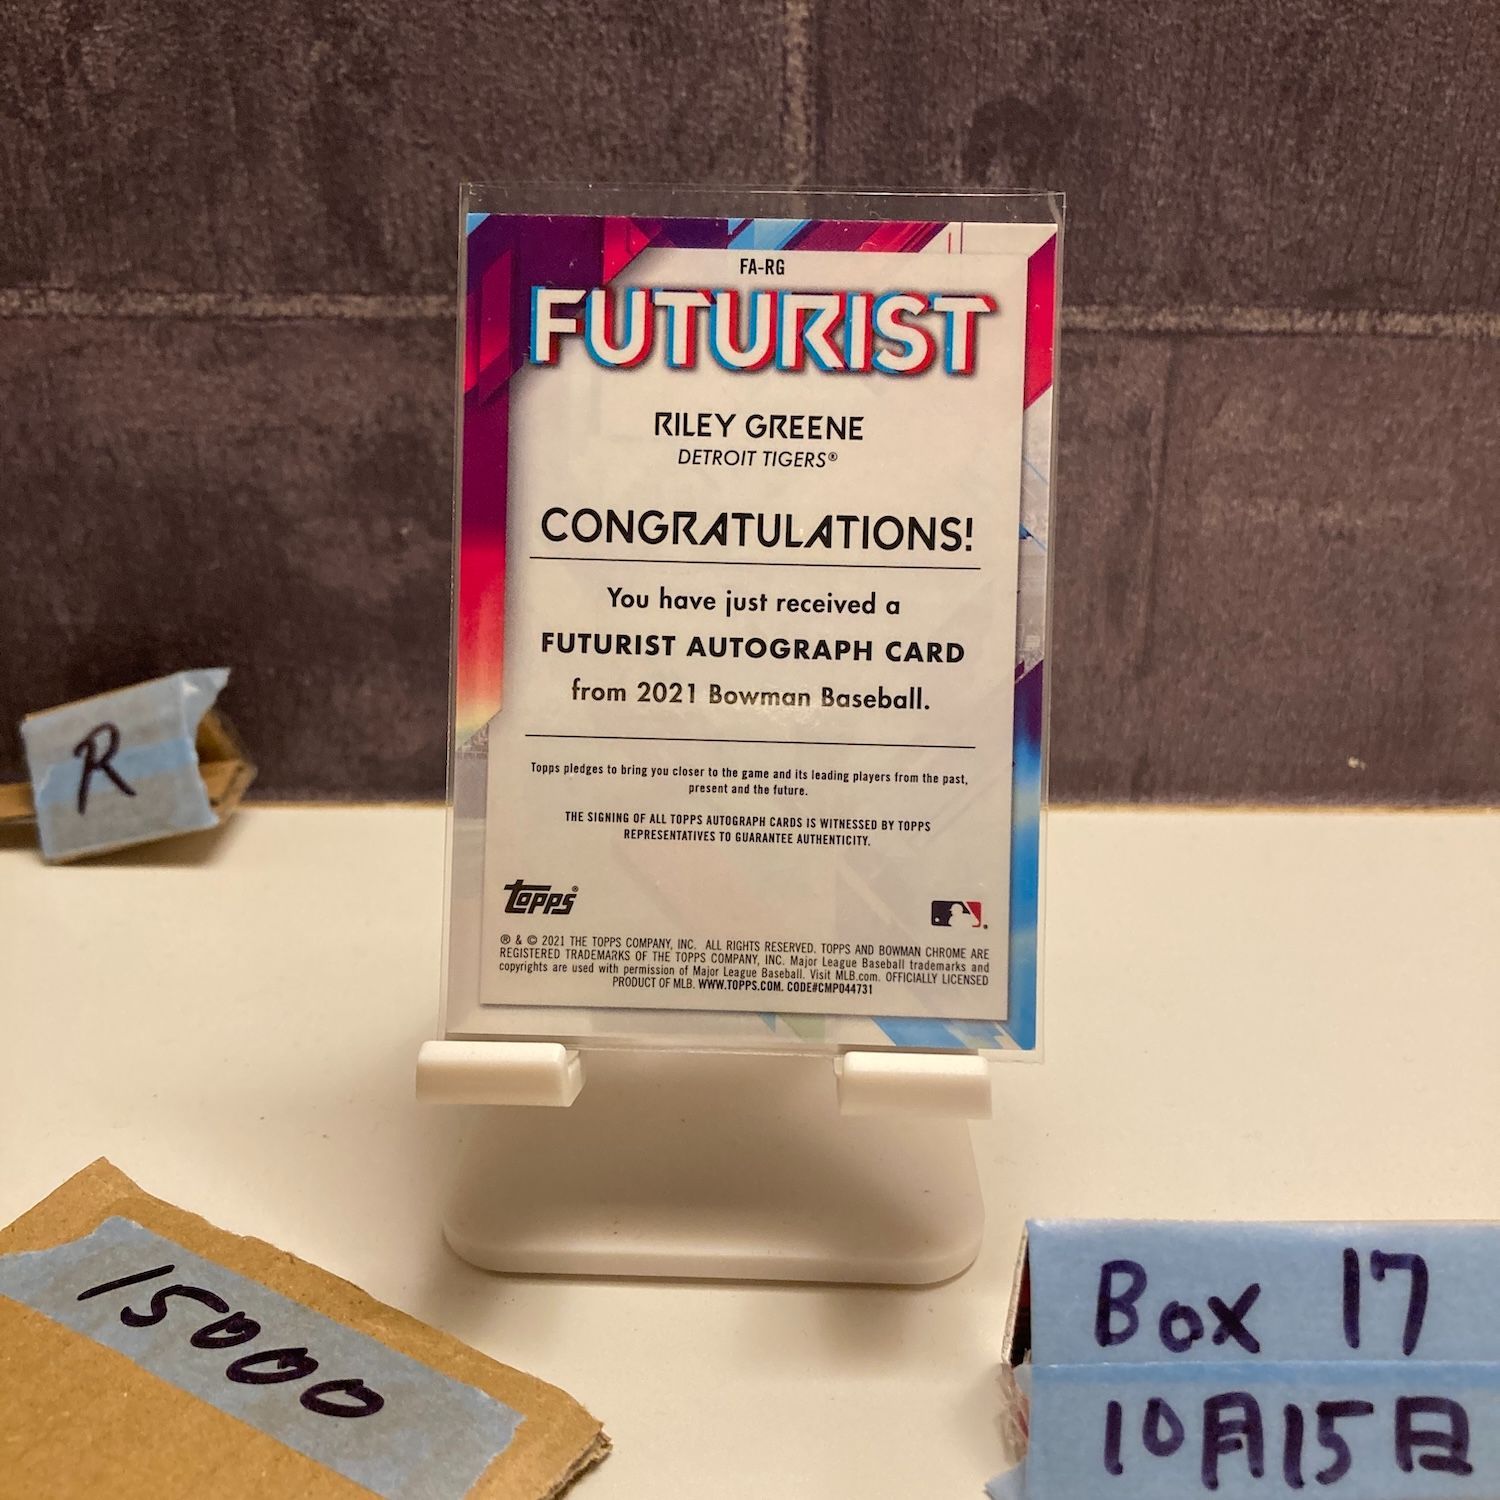 FA-RG
FUTURIST
RILEY GREENE
DETROIT TIGERS®
CONGRATULATIONS!
You have just received a
FUTURIST AUTOGRAPH CARD
from 2021 Bowman Baseball.
Topps pledges to bring you closer to the game and its leading players from the past,
present and the future.
THE SIGNING OF ALL TOPPS AUTOGRAPH CARDS IS WITNESSED BY TOPPS
REPRESENTATIVES TO GUARANTEE AUTHENTICITY.
Topps®
® & © 2021 THE TOPPS COMPANY, INC. ALL RIGHTS RESERVED. TOPPS AND BOWMAN CHROME ARE
REGISTERED TRADEMARKS OF THE TOPPS COMPANY, INC. Major League Baseball trademarks and
copyrights are used with permission of Major League Baseball. Visit MLB.com. OFFICIALLY LICENSED
PRODUCT OF MLB. WWW.TOPPS.COM. CODE#CMP044731
R
15000
Box 17
10月15日